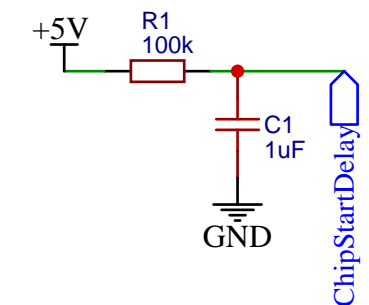 +5V
R1
100k
C1
1uF
GND
ChipStartDelay